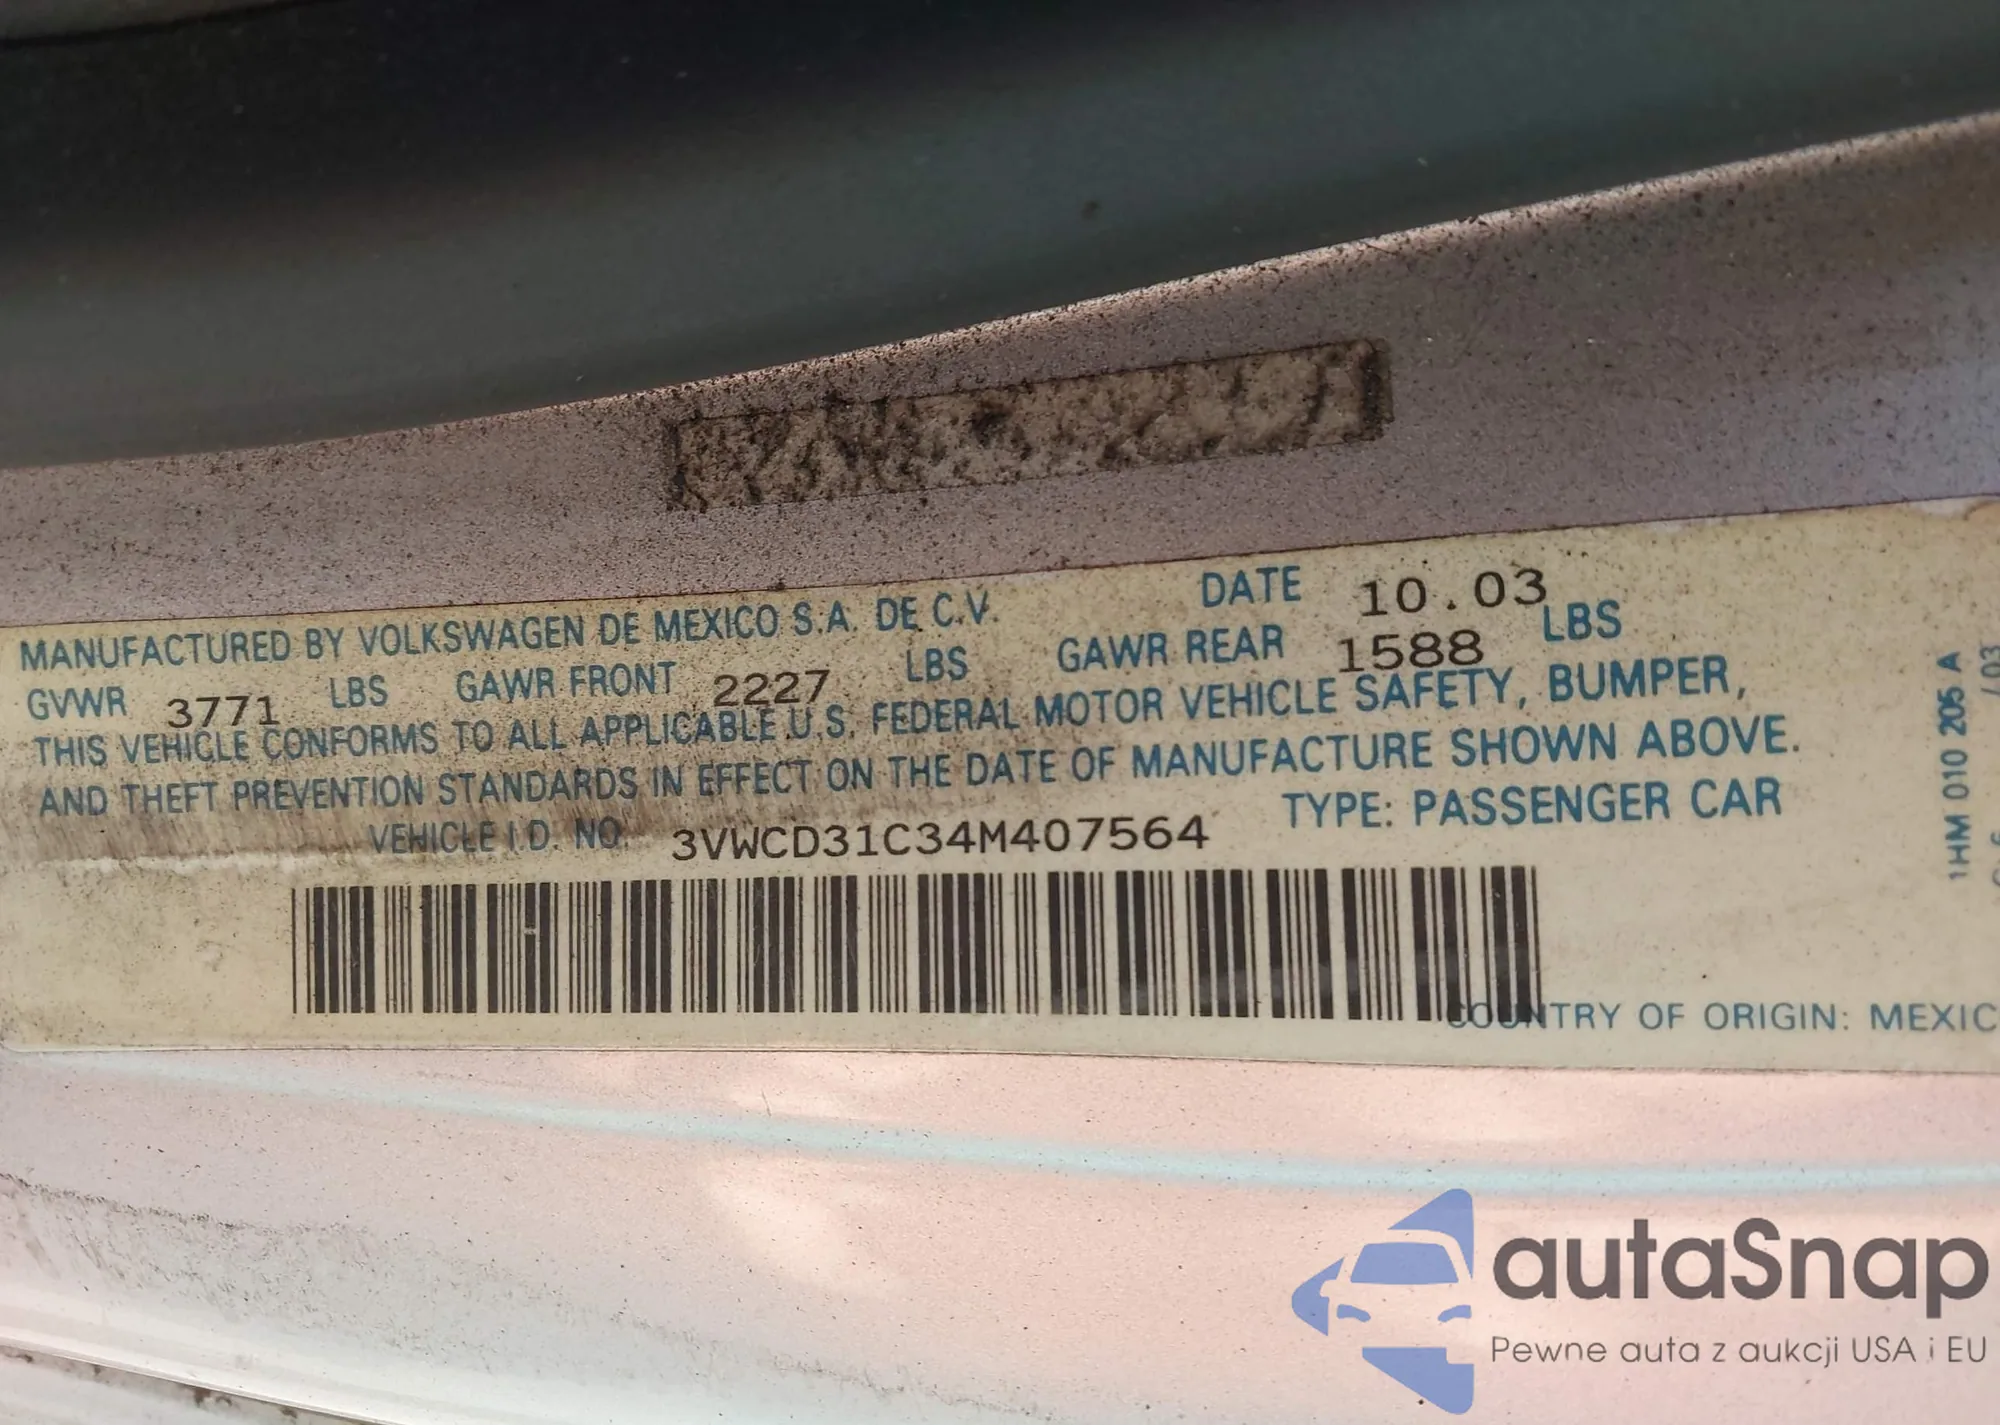 MANUFACTURED BY VOLKSWAGEN DE MEXICO S.A. DE C.V. DATE 10.03
GVWR 3771 LBS GAWR FRONT 2227 LBS GAWR REAR 1588 LBS
THIS VEHICLE CONFORMS TO ALL APPLICABLE U.S. FEDERAL MOTOR VEHICLE SAFETY, BUMPER,
AND THEFT PREVENTION STANDARDS IN EFFECT ON THE DATE OF MANUFACTURE SHOWN ABOVE.
VEHICLE I.D. NO. 3VWCD31C34M407564 TYPE: PASSENGER CAR
COUNTRY OF ORIGIN: MEXIC
1HM 010 205 A
autaSnap
Pewne auta z aukcji USA i EU